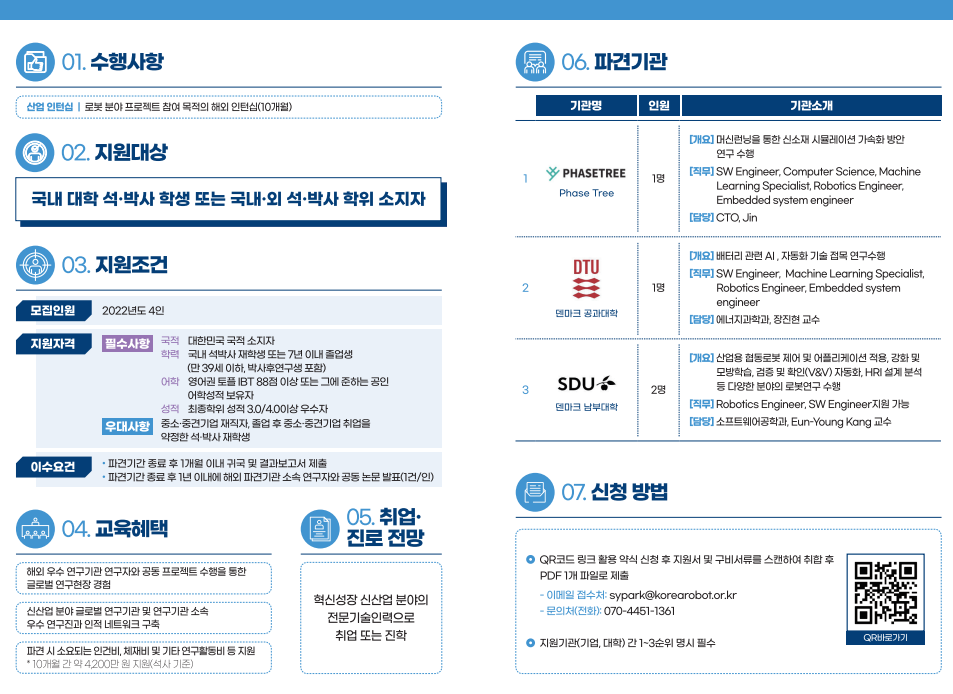 01. 수행사항
산업 인턴십 | 로봇 분야 프로젝트 참여 목적의 해외 인턴십(10개월)
02. 지원대상
국내 대학 석·박사 학생 또는 국내·외 석·박사 학위 소지자
03. 지원조건
모집인원 2022년도 4인
지원자격 필수사항 국적 대한민국 국적 소지자
학력 국내 석박사 재학생 또는 7년 이내 졸업생
(만 39세 이하, 박사후연구생 포함)
어학 영어권 토플 IBT 88점 이상 또는 그에 준하는 공인
어학성적 보유자
성적 최종학위 성적 3.0/4.0이상 우수자
우대사항 중소·중견기업 재직자, 졸업 후 중소·중견기업 취업을
약정한 석·박사 재학생
이수요건 • 파견기간 종료 후 1개월 이내 귀국 및 결과보고서 제출
• 파견기간 종료 후 1년 이내에 해외 파견기관 소속 연구자와 공동 논문 발표(1건/인)
04. 교육혜택
해외 우수 연구기관 연구자와 공동 프로젝트 수행을 통한
글로벌 연구현장 경험
신산업 분야 글로벌 연구기관 및 연구기관 소속
우수 연구진과 인적 네트워크 구축
파견 시 소요되는 인건비, 체재비 및 기타 연구활동비 등 지원
* 10개월 간 약 4,200만 원 지원(석사 기준)
05. 취업·
진로 전망
혁신성장 신산업 분야의
전문기술인력으로
취업 또는 진학
06. 파견기관
기관명 인원 기관소개
1 PHASETREE
Phase Tree
1명
[개요] 머신런닝을 통한 신소재 시뮬레이션 가속화 방안
연구 수행
[직무] SW Engineer, Computer Science, Machine
Learning Specialist, Robotics Engineer,
Embedded system engineer
[담당] CTO, Jin
2 DTU
덴마크 공과대학
1명
[개요] 배터리 관련 AI , 자동화 기술 접목 연구수행
[직무] SW Engineer, Machine Learning Specialist,
Robotics Engineer, Embedded system
engineer
[담당] 에너지과학과, 장진현 교수
3 SDU
덴마크 남부대학
2명
[개요] 산업용 협동로봇 제어 및 어플리케이션 적용, 강화 및
모방학습, 검증 및 확인(V&V) 자동화, HRI 설계 분석
등 다양한 분야의 로봇연구 수행
[직무] Robotics Engineer, SW Engineer지원 가능
[담당] 소프트웨어공학과, Eun-Young Kang 교수
07. 신청 방법
QR코드 링크 활용 약식 신청 후 지원서 및 구비서류를 스캔하여 취합 후
PDF 1개 파일로 제출
- 이메일 접수처: sypark@korearobot.or.kr
- 문의처(전화): 070-4451-1361
지원기관(기업, 대학) 간 1~3순위 명시 필수
QR바로가기